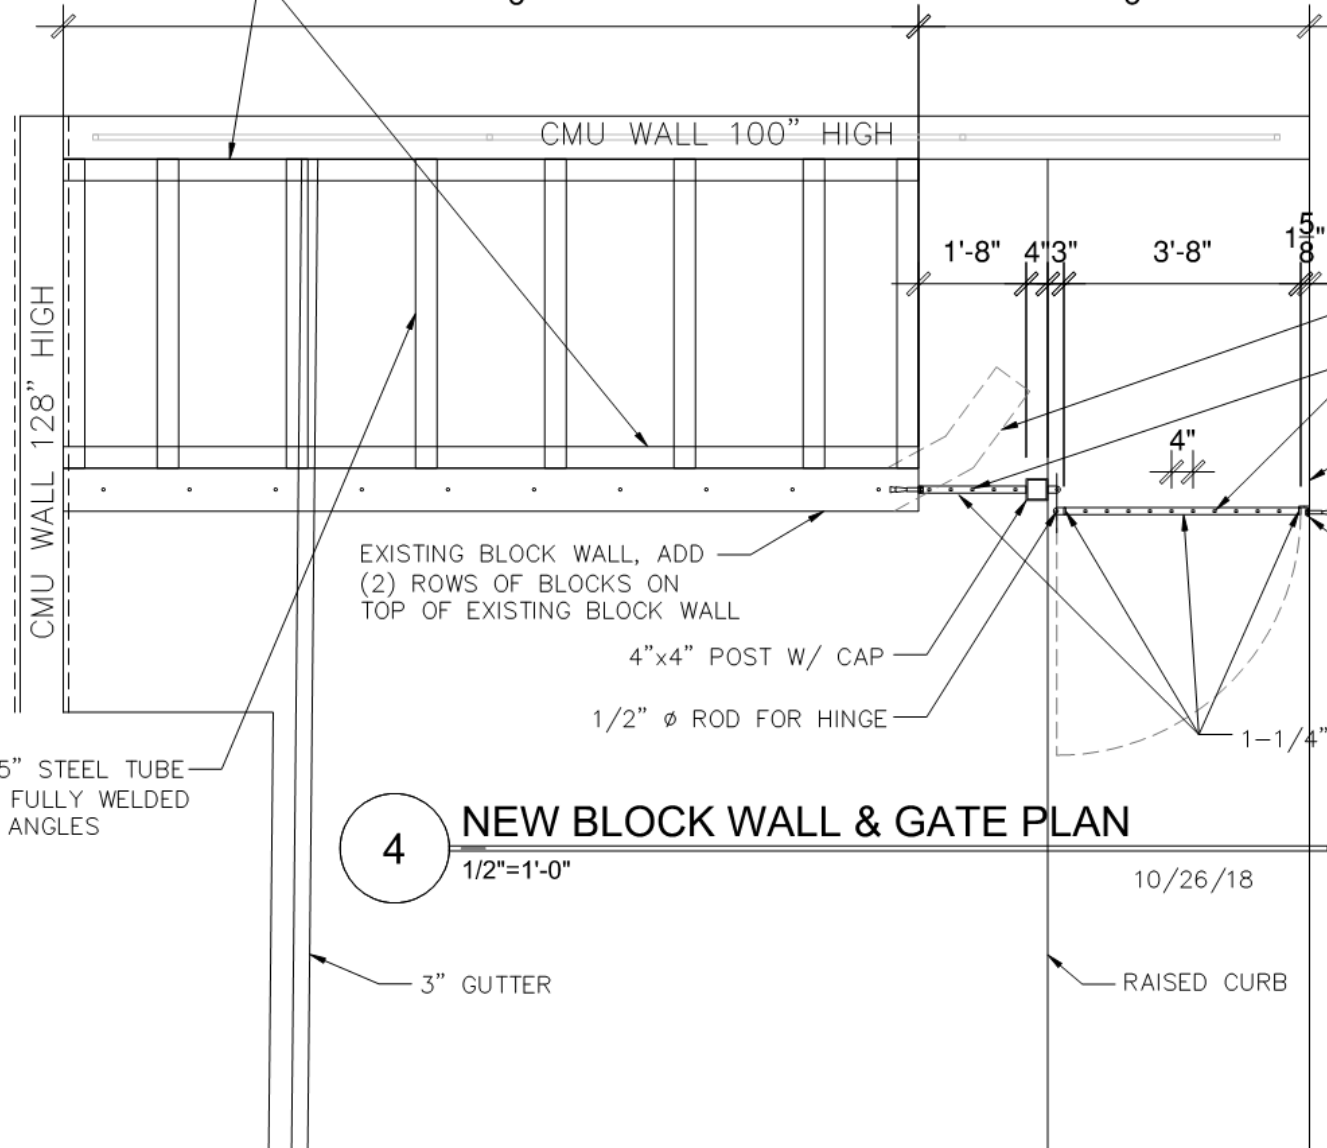 CMU WALL 100" HIGH
1'-8"
4"
3"
3'-8"
1 5/8"
CMU WALL 128" HIGH
4"
EXISTING BLOCK WALL, ADD
(2) ROWS OF BLOCKS ON
TOP OF EXISTING BLOCK WALL
4"x4" POST W/ CAP
1/2" ø ROD FOR HINGE
1-1/4"
5" STEEL TUBE
FULLY WELDED
ANGLES
4
NEW BLOCK WALL & GATE PLAN
1/2"=1'-0"
10/26/18
3" GUTTER
RAISED CURB